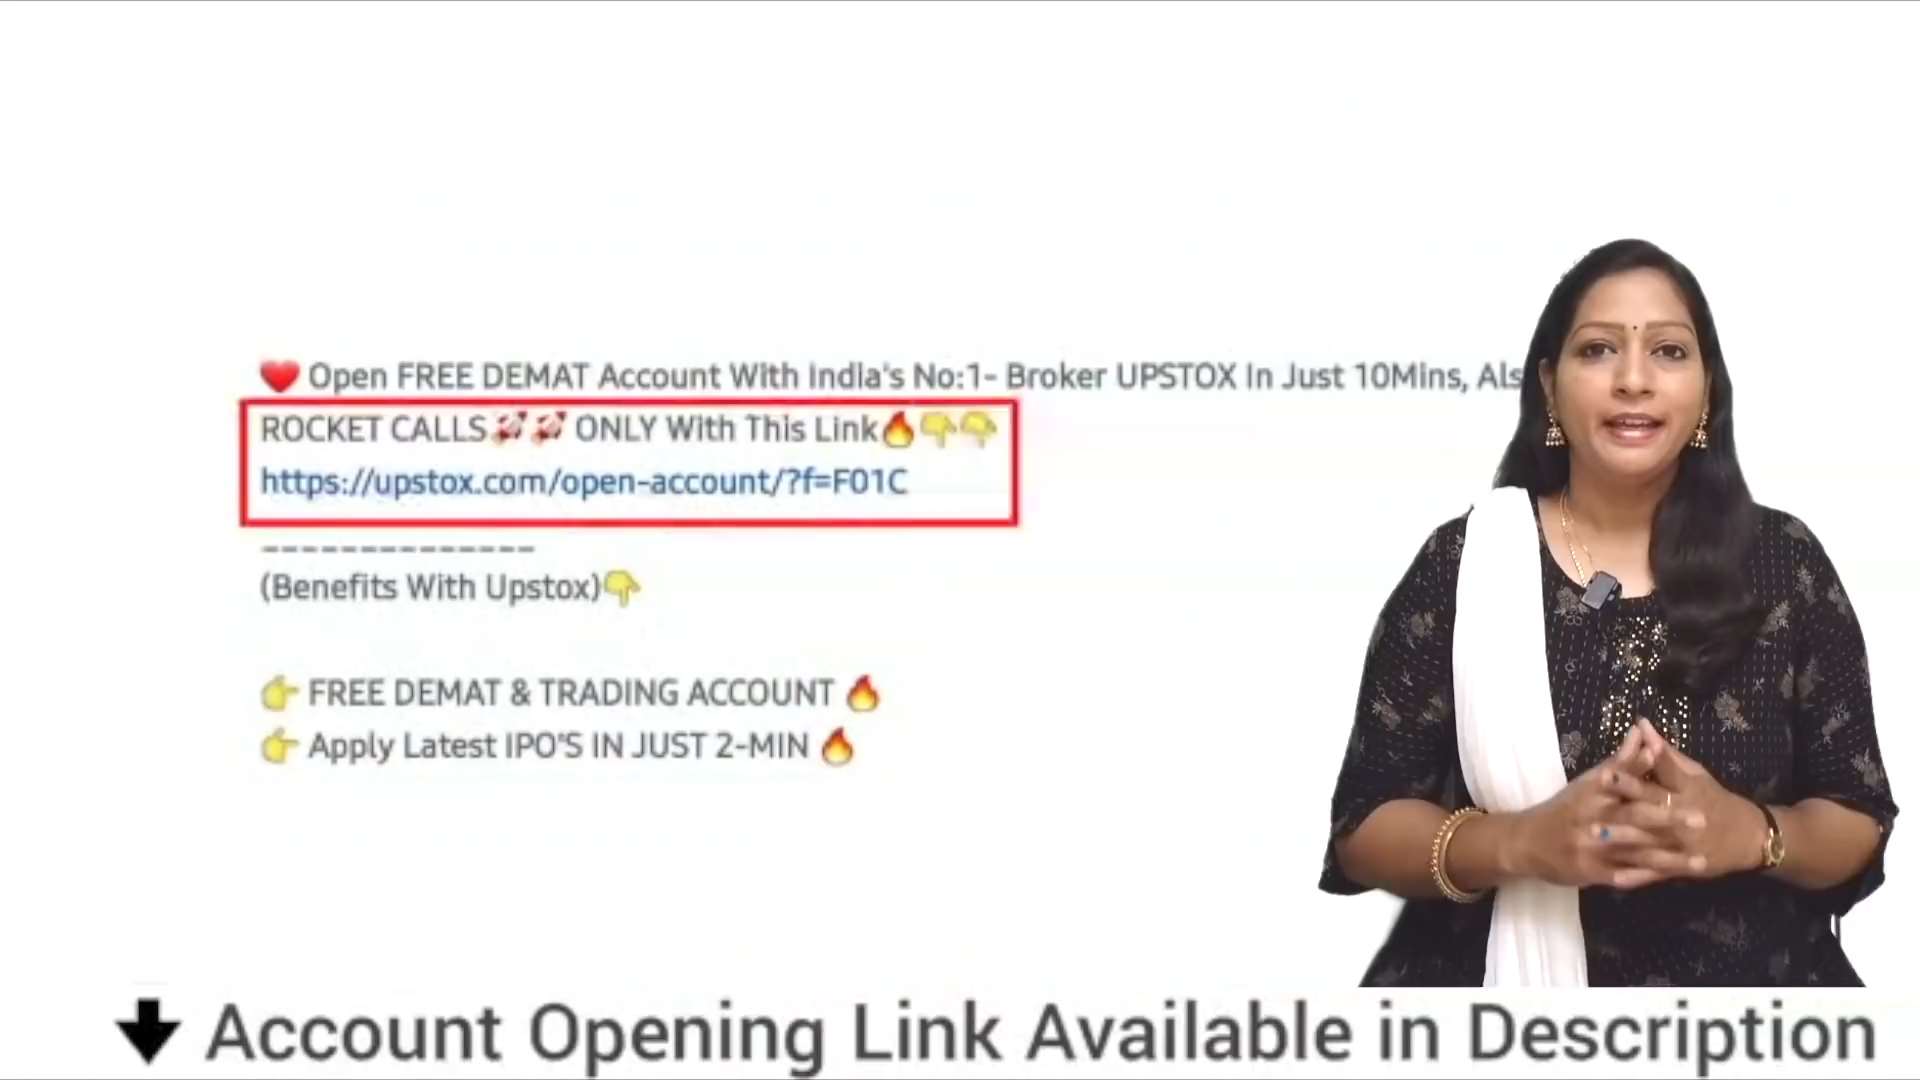 ❤️ Open FREE DEMAT Account With India's No:1- Broker UPSTOX In Just 10Mins, Als
ROCKET CALLS🚀🚀 ONLY With This Link🔥👇👇
https://upstox.com/open-account/?f=F01C
--------------
(Benefits With Upstox)👇
👉 FREE DEMAT & TRADING ACCOUNT 🔥
👉 Apply Latest IPO'S IN JUST 2-MIN 🔥
Account Opening Link Available in Description